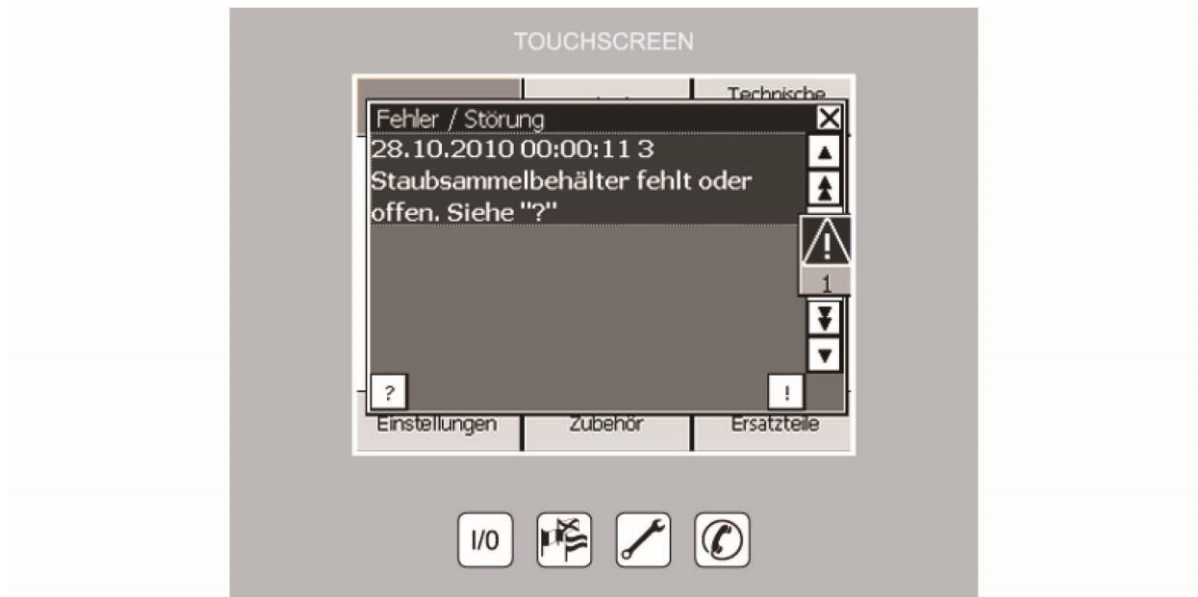 TOUCHSCREEN
Technische
Fehler / Störung
28.10.2010 00:00:11 3
Staubsammelbehälter fehlt oder
offen. Siehe "?"
1
?
!
Einstellungen
Zubehör
Ersatzteile
I/0